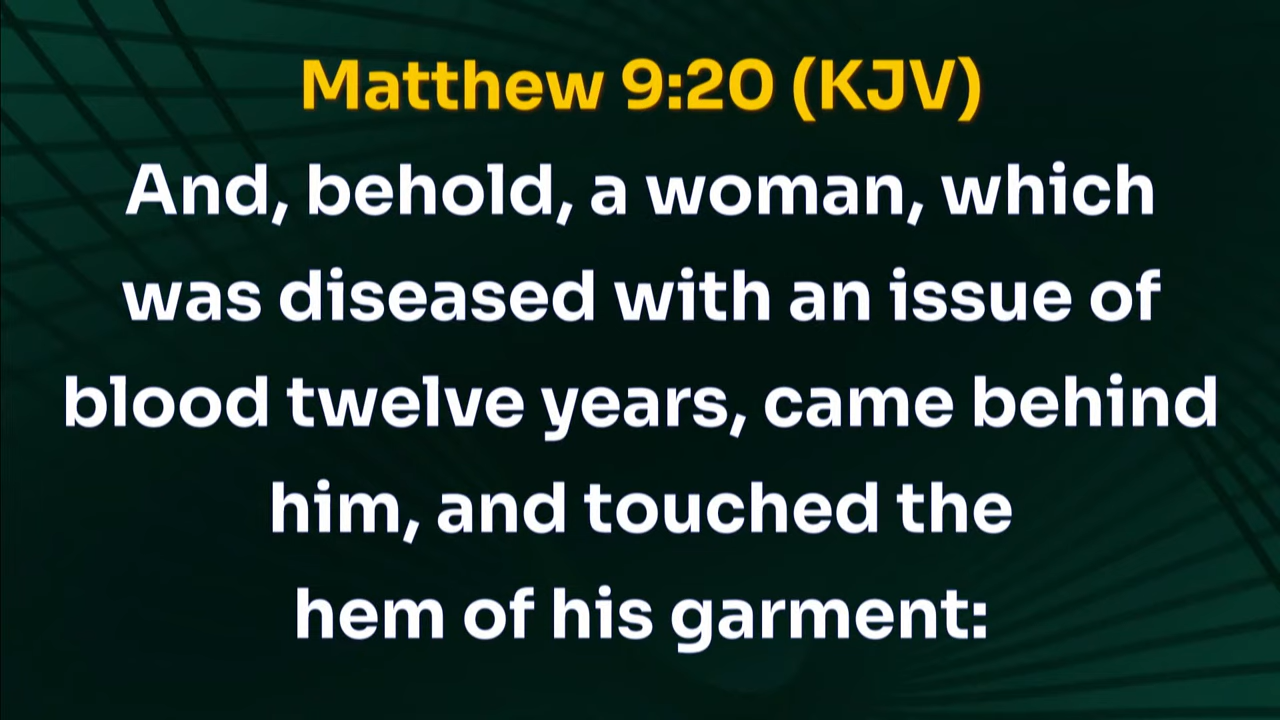 Matthew 9:20 (KJV)
And, behold, a woman, which
was diseased with an issue of
blood twelve years, came behind
him, and touched the
hem of his garment: